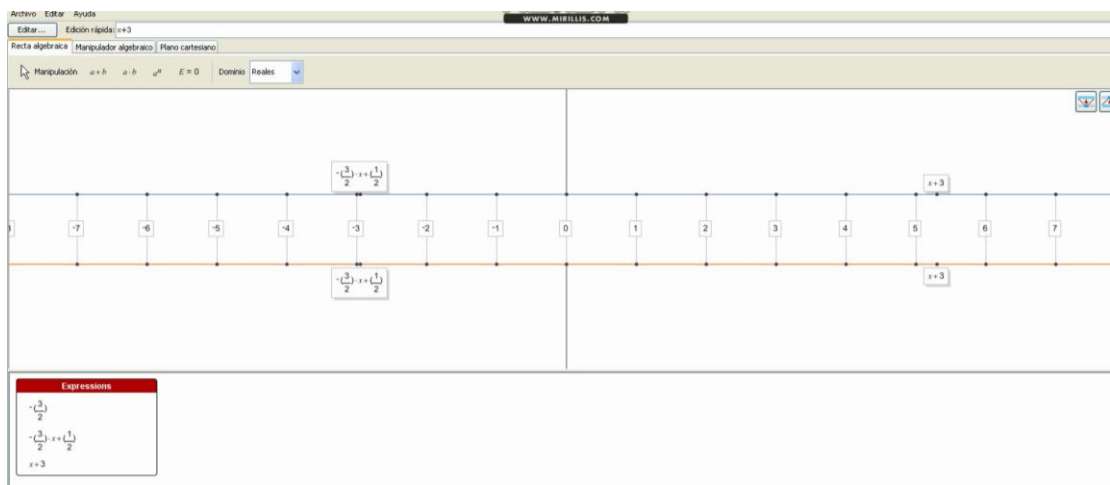 Archivo Editar Ayuda
WWW.MIRILLIS.COM
Editar... Edición rápida: x+3
Recta algebraica Manipulador algebraico Plano cartesiano
Manipulación a+b a·b aⁿ E=0 Dominio Reales
-(3/2)·x+(1/2) x+3
-7 -6 -5 -4 -3 -2 -1 0 1 2 3 4 5 6 7
-(3/2)·x+(1/2) x+3
Expressions
-(3/2)
-(3/2)·x+(1/2)
x+3